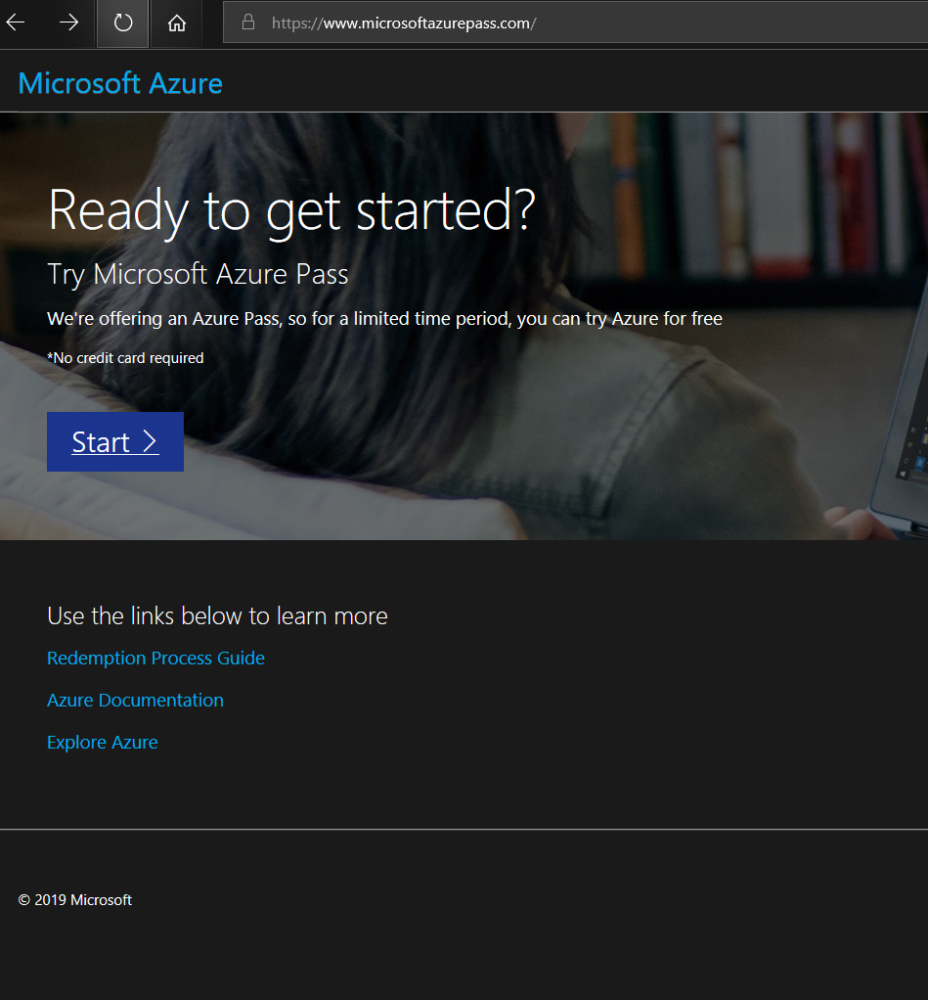 https://www.microsoftazurepass.com/
Microsoft Azure
Ready to get started?
Try Microsoft Azure Pass
We're offering an Azure Pass, so for a limited time period, you can try Azure for free
*No credit card required
Start
Use the links below to learn more
Redemption Process Guide
Azure Documentation
Explore Azure
© 2019 Microsoft